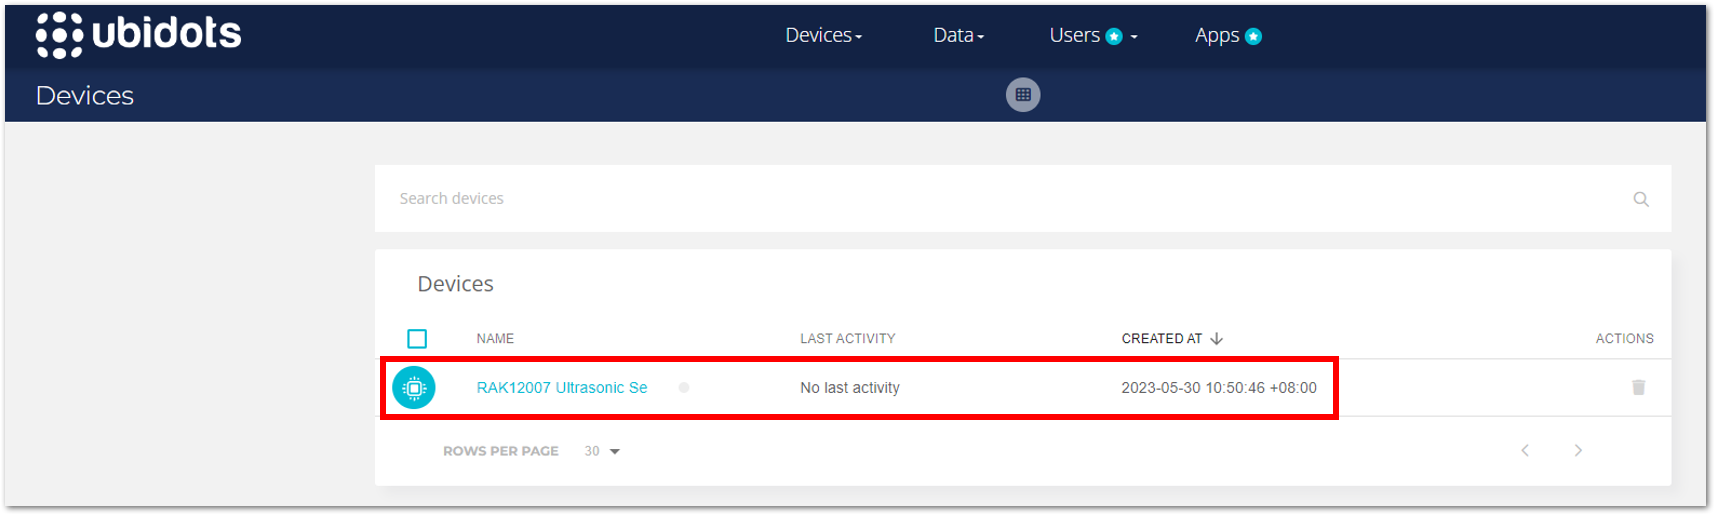 ubidots
Devices Data Users Apps
Devices
Search devices
Devices
NAME LAST ACTIVITY CREATED AT ACTIONS
RAK12007 Ultrasonic Se No last activity 2023-05-30 10:50:46 +08:00
ROWS PER PAGE 30